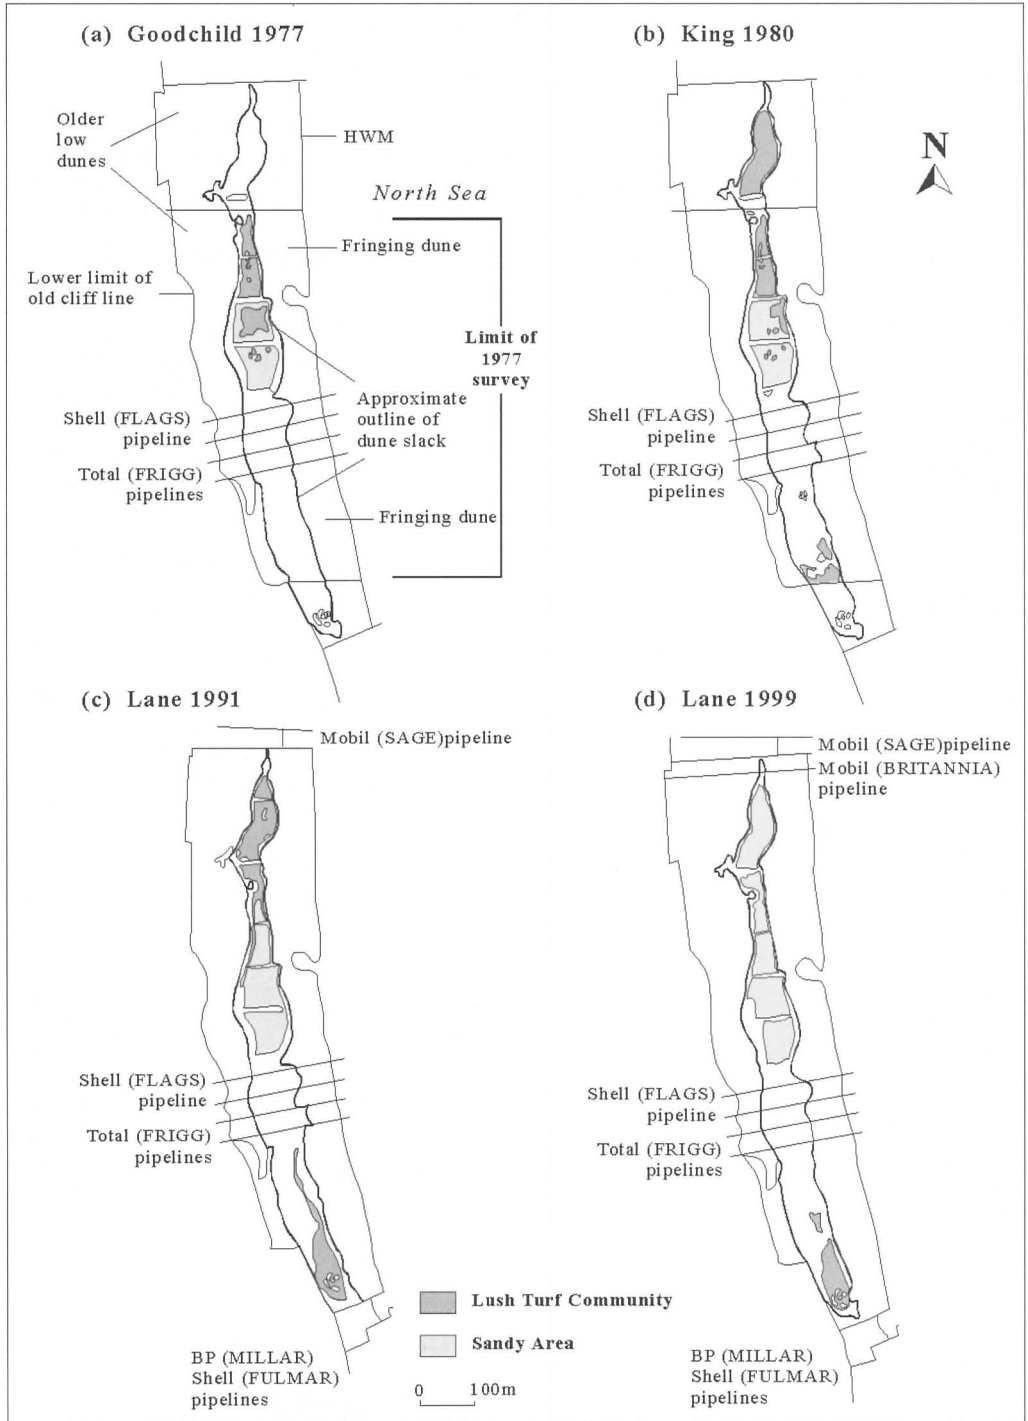 (a) Goodchild 1977
Older
low
dunes
HWM
North Sea
Fringing dune
Lower limit of
old cliff line
Limit of
1977
survey
Approximate
outline of
dune slack
Shell (FLAGS)
pipeline
Total (FRIGG)
pipelines
Fringing dune
(b) King 1980
N
Shell (FLAGS)
pipeline
Total (FRIGG)
pipelines
(c) Lane 1991
Mobil (SAGE)pipeline
Shell (FLAGS)
pipeline
Total (FRIGG)
pipelines
BP (MILLAR)
Shell (FULMAR)
pipelines
(d) Lane 1999
Mobil (SAGE)pipeline
Mobil (BRITANNIA)
pipeline
Shell (FLAGS)
pipeline
Total (FRIGG)
pipelines
BP (MILLAR)
Shell (FULMAR)
pipelines
Lush Turf Community
Sandy Area
0 100m